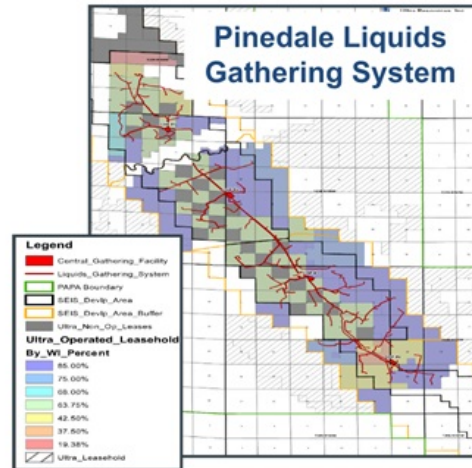 Pinedale Liquids
Gathering System
Legend
Central_Gathering_Facility
Liquids_Gathering_System
PAPA Boundary
SEIS_Devlp_Area
SEIS_Devlp_Area_Buffer
Ultra_Non_Op_Leases
Ultra_Operated_Leasehold
By_WI_Percent
85.00%
75.00%
68.00%
63.75%
42.50%
37.50%
19.38%
Ultra_Leasehold